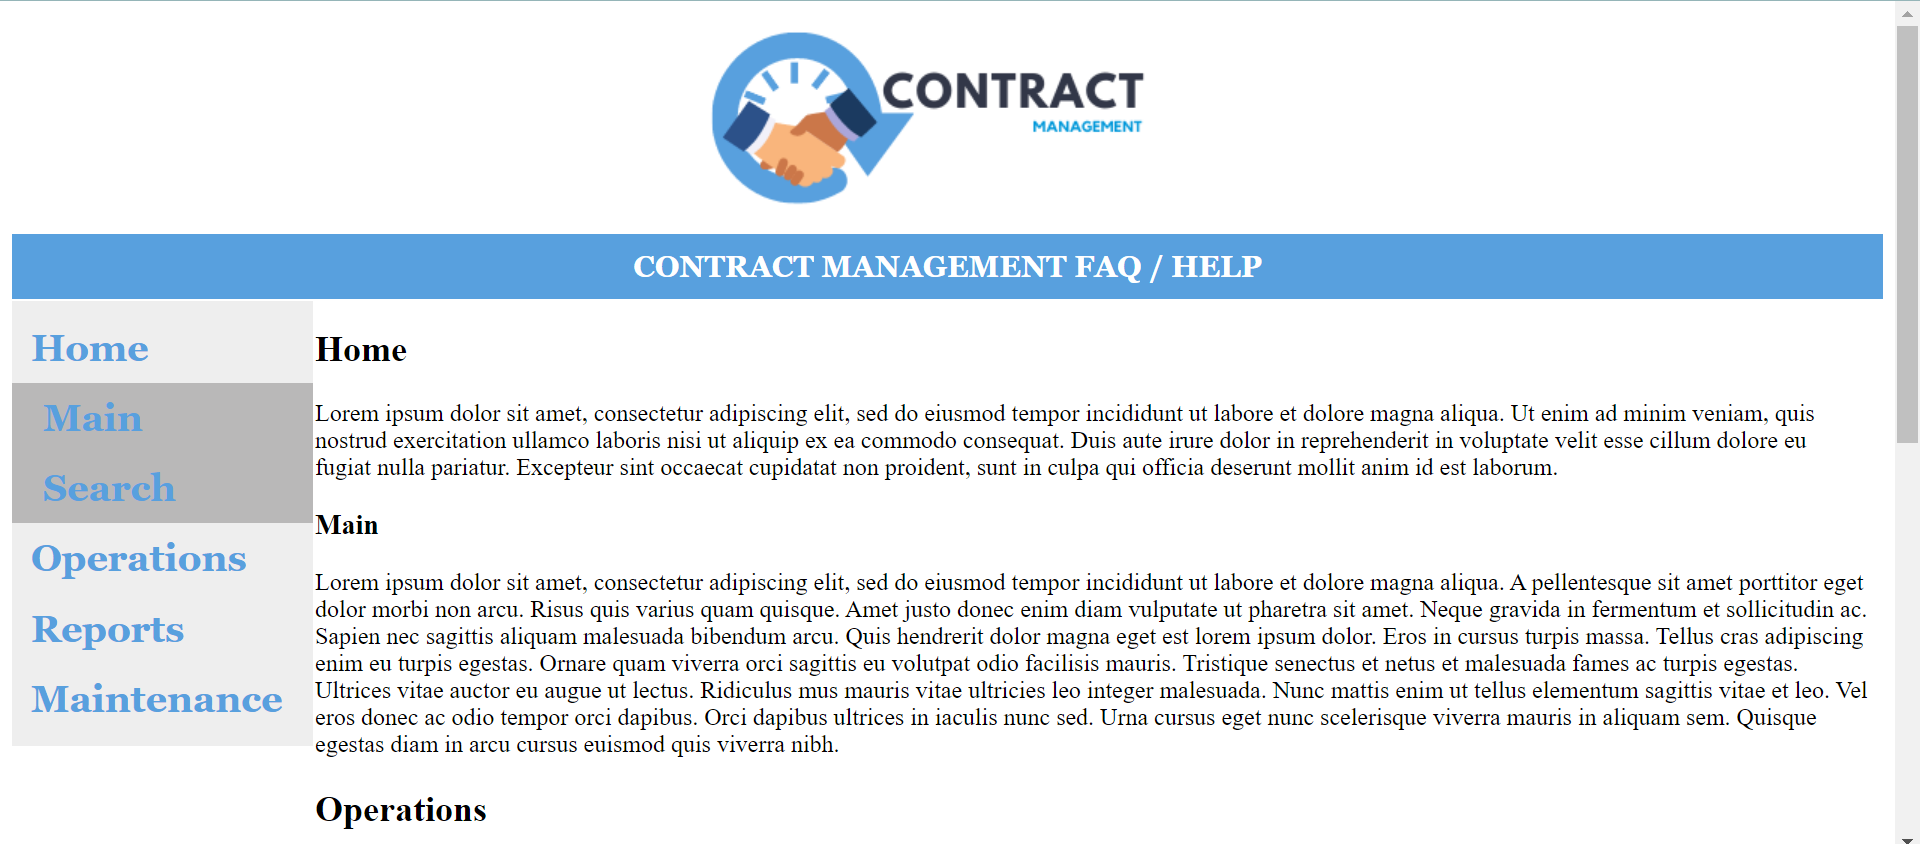 CONTRACT
MANAGEMENT
CONTRACT MANAGEMENT FAQ / HELP
Home
Main
Search
Operations
Reports
Maintenance
Home
Lorem ipsum dolor sit amet, consectetur adipiscing elit, sed do eiusmod tempor incididunt ut labore et dolore magna aliqua. Ut enim ad minim veniam, quis
nostrud exercitation ullamco laboris nisi ut aliquip ex ea commodo consequat. Duis aute irure dolor in reprehenderit in voluptate velit esse cillum dolore eu
fugiat nulla pariatur. Excepteur sint occaecat cupidatat non proident, sunt in culpa qui officia deserunt mollit anim id est laborum.
Main
Lorem ipsum dolor sit amet, consectetur adipiscing elit, sed do eiusmod tempor incididunt ut labore et dolore magna aliqua. A pellentesque sit amet porttitor eget
dolor morbi non arcu. Risus quis varius quam quisque. Amet justo donec enim diam vulputate ut pharetra sit amet. Neque gravida in fermentum et sollicitudin ac.
Sapien nec sagittis aliquam malesuada bibendum arcu. Quis hendrerit dolor magna eget est lorem ipsum dolor. Eros in cursus turpis massa. Tellus cras adipiscing
enim eu turpis egestas. Ornare quam viverra orci sagittis eu volutpat odio facilisis mauris. Tristique senectus et netus et malesuada fames ac turpis egestas.
Ultrices vitae auctor eu augue ut lectus. Ridiculus mus mauris vitae ultricies leo integer malesuada. Nunc mattis enim ut tellus elementum sagittis vitae et leo. Vel
eros donec ac odio tempor orci dapibus. Orci dapibus ultrices in iaculis nunc sed. Urna cursus eget nunc scelerisque viverra mauris in aliquam sem. Quisque
egestas diam in arcu cursus euismod quis viverra nibh.
Operations